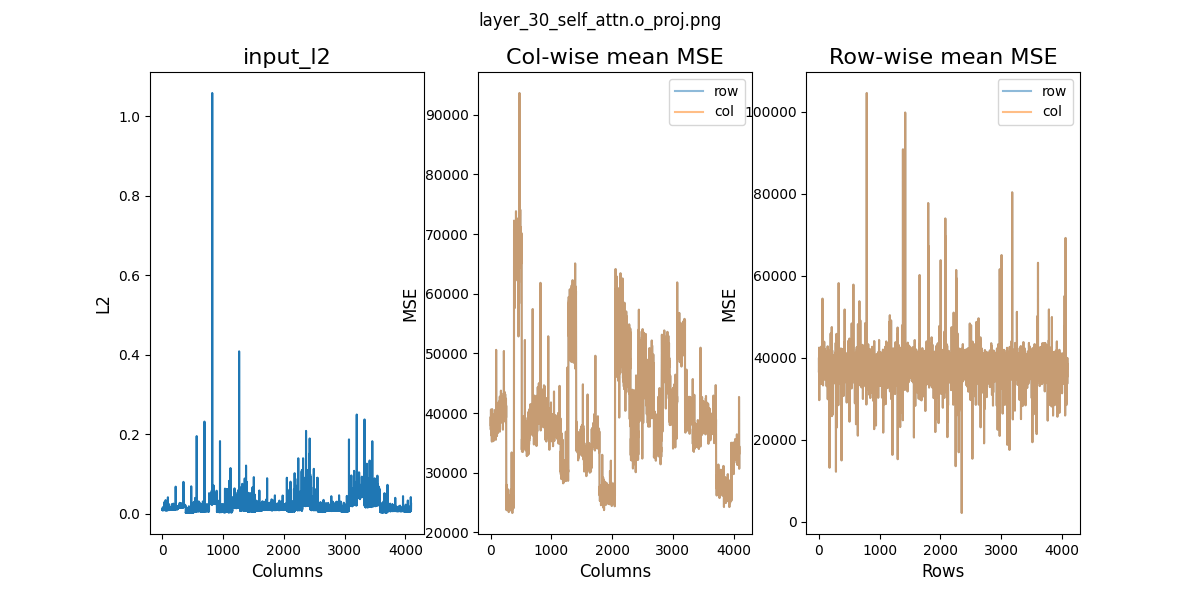 layer_30_self_attn.o_proj.png
input_l2
L2
1.0
0.8
0.6
0.4
0.2
0.0
0
1000
2000
3000
4000
Columns
Col-wise mean MSE
MSE
90000
80000
70000
60000
50000
40000
30000
20000
row
col
0
1000
2000
3000
4000
Columns
Row-wise mean MSE
MSE
100000
80000
60000
40000
20000
0
row
col
0
1000
2000
3000
4000
Rows